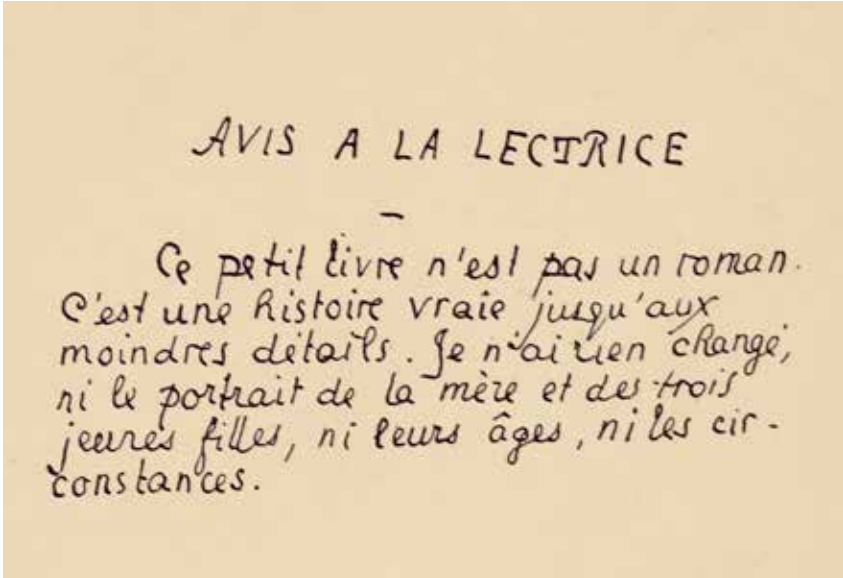 AVIS A LA LECTRICE
—
Ce petit livre n'est pas un roman.
C'est une histoire vraie jusqu'aux
moindres détails. Je n'ai rien changé,
ni le portrait de la mère et des trois
jeunes filles, ni leurs âges, ni les cir-
constances.